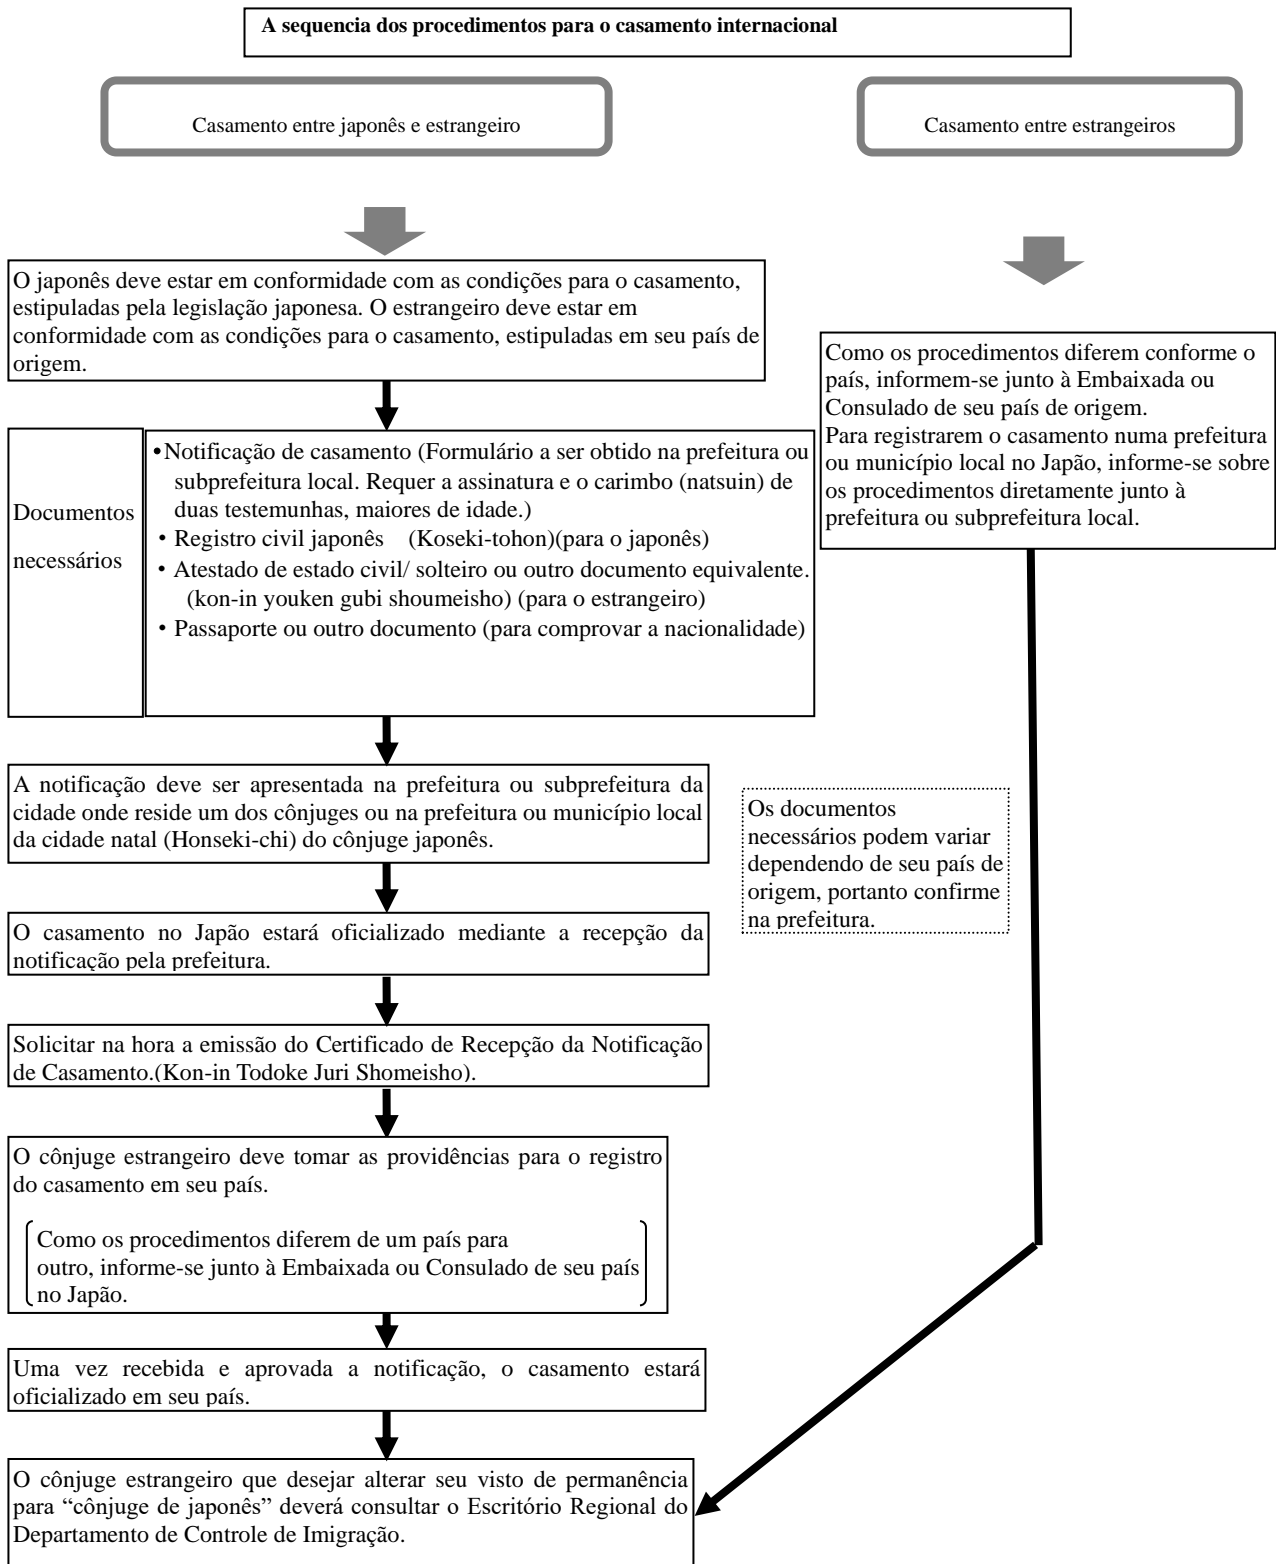 A sequencia dos procedimentos para o casamento internacional
Casamento entre japonês e estrangeiro
Casamento entre estrangeiros
O japonês deve estar em conformidade com as condições para o casamento,
estipuladas pela legislação japonesa. O estrangeiro deve estar em
conformidade com as condições para o casamento, estipuladas em seu país de
origem.
Como os procedimentos diferem conforme o
país, informem-se junto à Embaixada ou
Consulado de seu país de origem.
Para registrarem o casamento numa prefeitura
ou município local no Japão, informe-se sobre
os procedimentos diretamente junto à
prefeitura ou subprefeitura local.
Documentos
necessários
•Notificação de casamento (Formulário a ser obtido na prefeitura ou
subprefeitura local. Requer a assinatura e o carimbo (natsuin) de
duas testemunhas, maiores de idade.)
・Registro civil japonês (Koseki-tohon)(para o japonês)
・Atestado de estado civil/ solteiro ou outro documento equivalente.
(kon-in youken gubi shoumeisho) (para o estrangeiro)
・Passaporte ou outro documento (para comprovar a nacionalidade)
A notificação deve ser apresentada na prefeitura ou subprefeitura da
cidade onde reside um dos cônjuges ou na prefeitura ou município local
da cidade natal (Honseki-chi) do cônjuge japonês.
Os documentos
necessários podem variar
dependendo de seu país de
origem, portanto confirme
na prefeitura.
O casamento no Japão estará oficializado mediante a recepção da
notificação pela prefeitura.
Solicitar na hora a emissão do Certificado de Recepção da Notificação
de Casamento.(Kon-in Todoke Juri Shomeisho).
O cônjuge estrangeiro deve tomar as providências para o registro
do casamento em seu país.
Como os procedimentos diferem de um país para
outro, informe-se junto à Embaixada ou Consulado de seu país
no Japão.
Uma vez recebida e aprovada a notificação, o casamento estará
oficializado em seu país.
O cônjuge estrangeiro que desejar alterar seu visto de permanência
para “cônjuge de japonês” deverá consultar o Escritório Regional do
Departamento de Controle de Imigração.